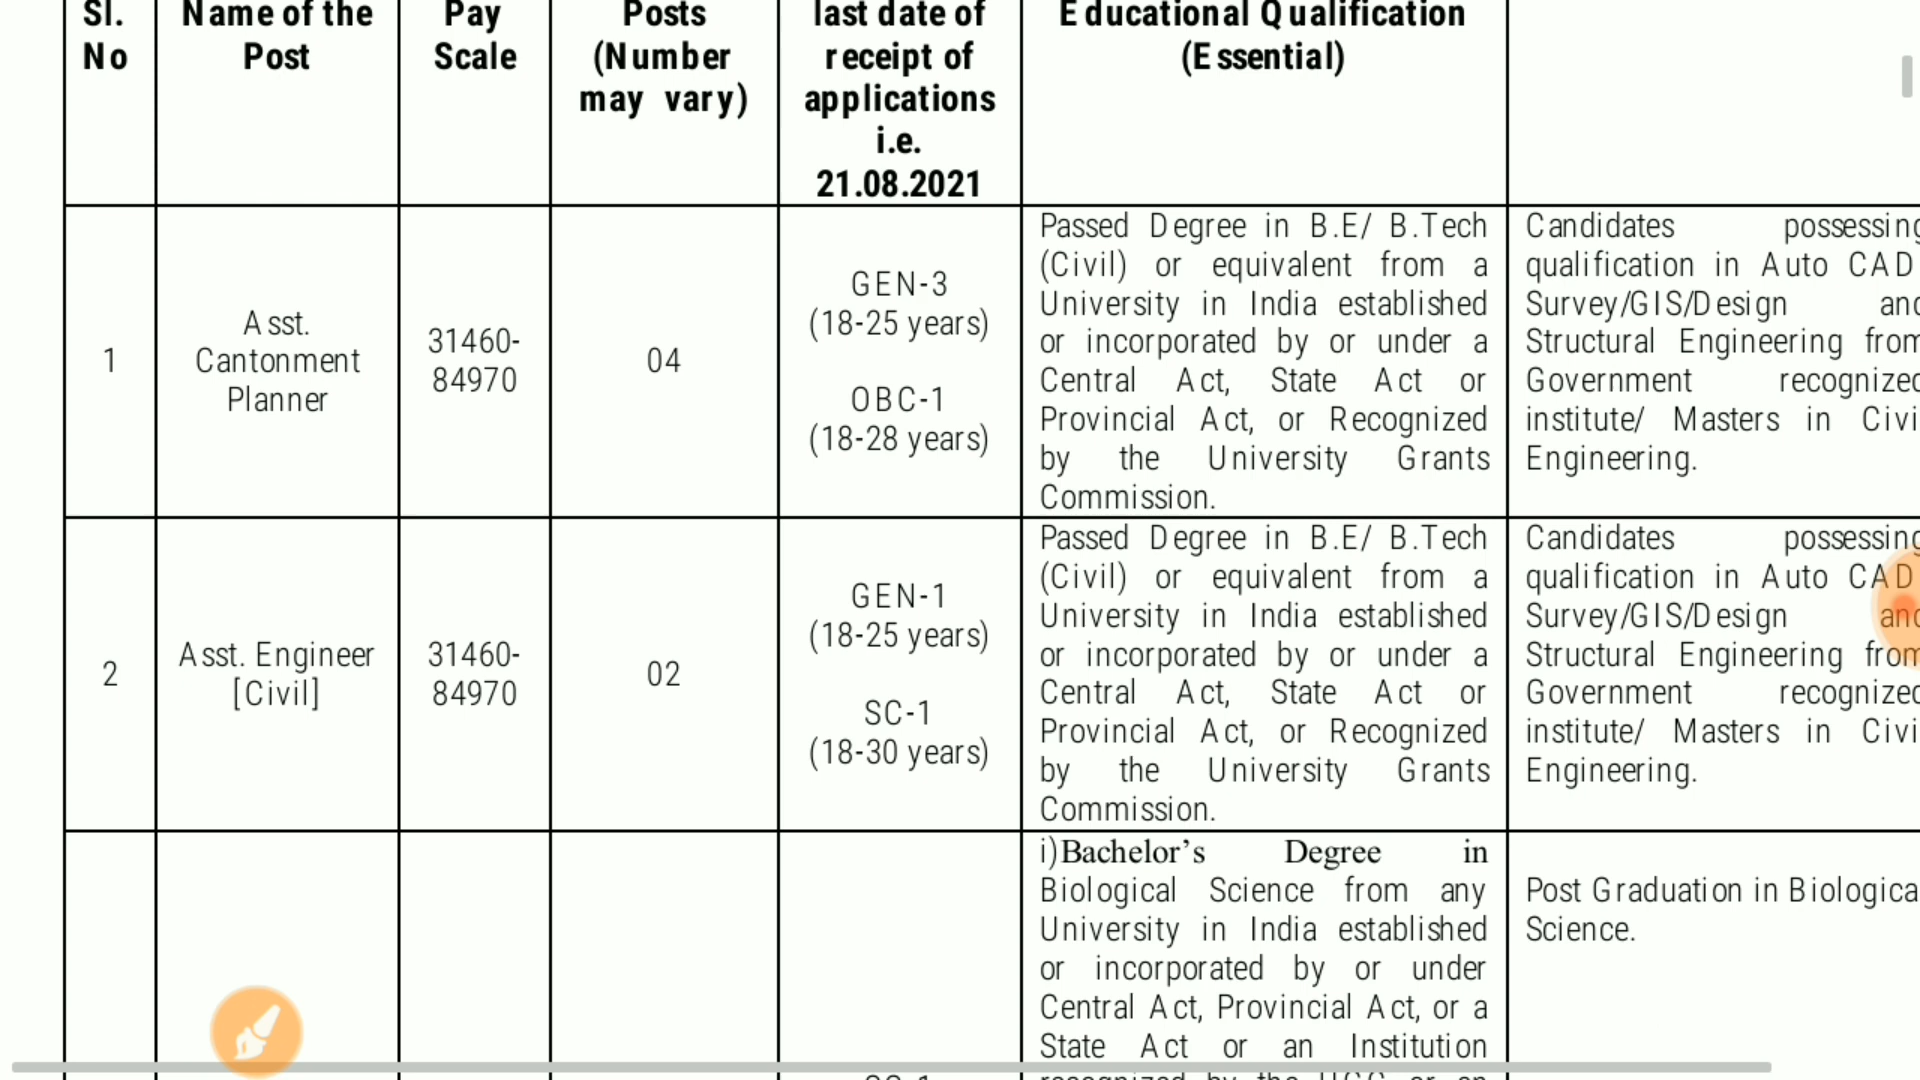 Sl.
No
Name of the
Post
Pay
Scale
Posts
(Number
may vary)
last date of
receipt of
applications
i.e.
21.08.2021
Educational Qualification
(Essential)
1
Asst.
Cantonment
Planner
31460-
84970
04
GEN-3
(18-25 years)
OBC-1
(18-28 years)
Passed Degree in B.E/ B.Tech
(Civil) or equivalent from a
University in India established
or incorporated by or under a
Central Act, State Act or
Provincial Act, or Recognized
by the University Grants
Commission.
Candidates possessing
qualification in Auto CAD
Survey/GIS/Design and
Structural Engineering from
Government recognized
institute/ Masters in Civi
Engineering.
2
Asst. Engineer
[Civil]
31460-
84970
02
GEN-1
(18-25 years)
SC-1
(18-30 years)
Passed Degree in B.E/ B.Tech
(Civil) or equivalent from a
University in India established
or incorporated by or under a
Central Act, State Act or
Provincial Act, or Recognized
by the University Grants
Commission.
Candidates possessing
qualification in Auto CAD
Survey/GIS/Design and
Structural Engineering from
Government recognized
institute/ Masters in Civi
Engineering.
i)Bachelor’s Degree in
Biological Science from any
University in India established
or incorporated by or under
Central Act, Provincial Act, or a
State Act or an Institution
Post Graduation in Biologica
Science.